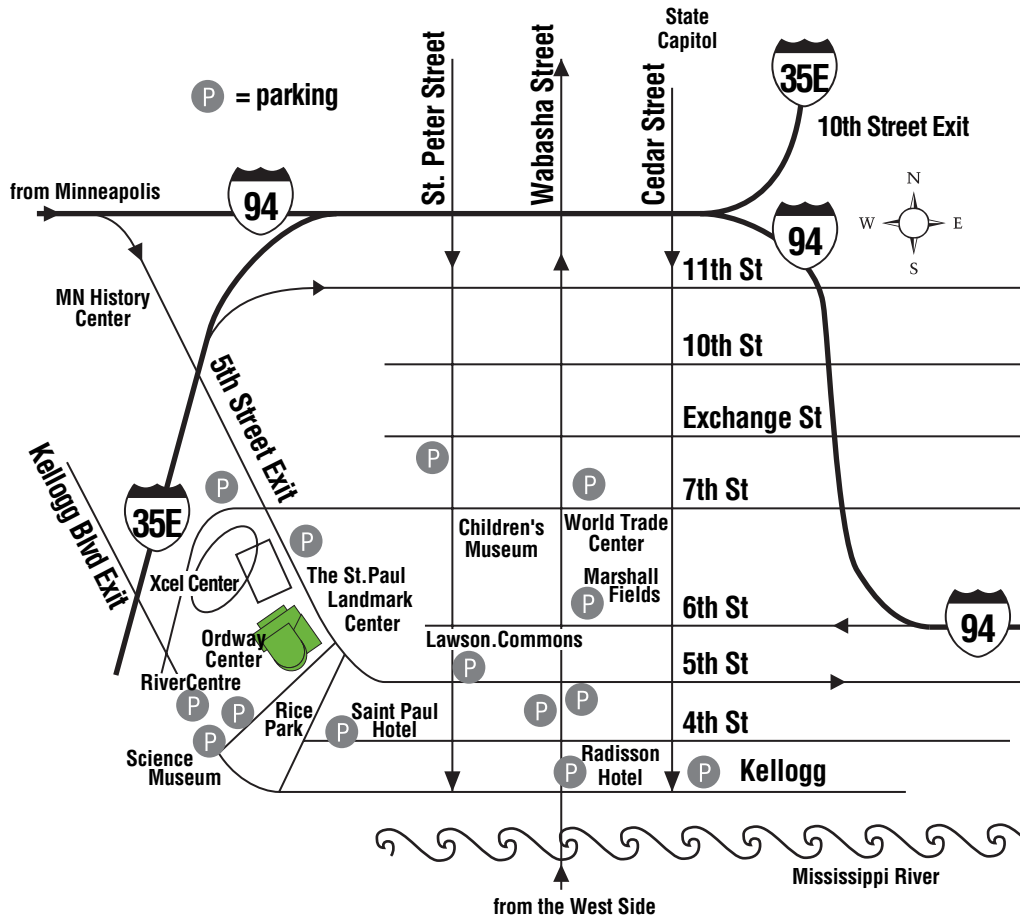 State
Capitol
St. Peter Street
Wabasha Street
Cedar Street
35E
P = parking
10th Street Exit
from Minneapolis
94
94
N
W E
S
11th St
MN History
Center
10th St
5th Street Exit
Exchange St
Kellogg Blvd Exit
P
P
P
7th St
35E
Children's
Museum
World Trade
Center
P
Xcel Center
The St.Paul
Landmark
Center
Marshall
Fields
P
6th St
94
Ordway
Center
Lawson.Commons
P
5th St
RiverCentre
P
P
Rice
Park
Saint Paul
Hotel
P
P
P
4th St
P
Science
Museum
Radisson
Hotel
P
P
Kellogg
Mississippi River
from the West Side